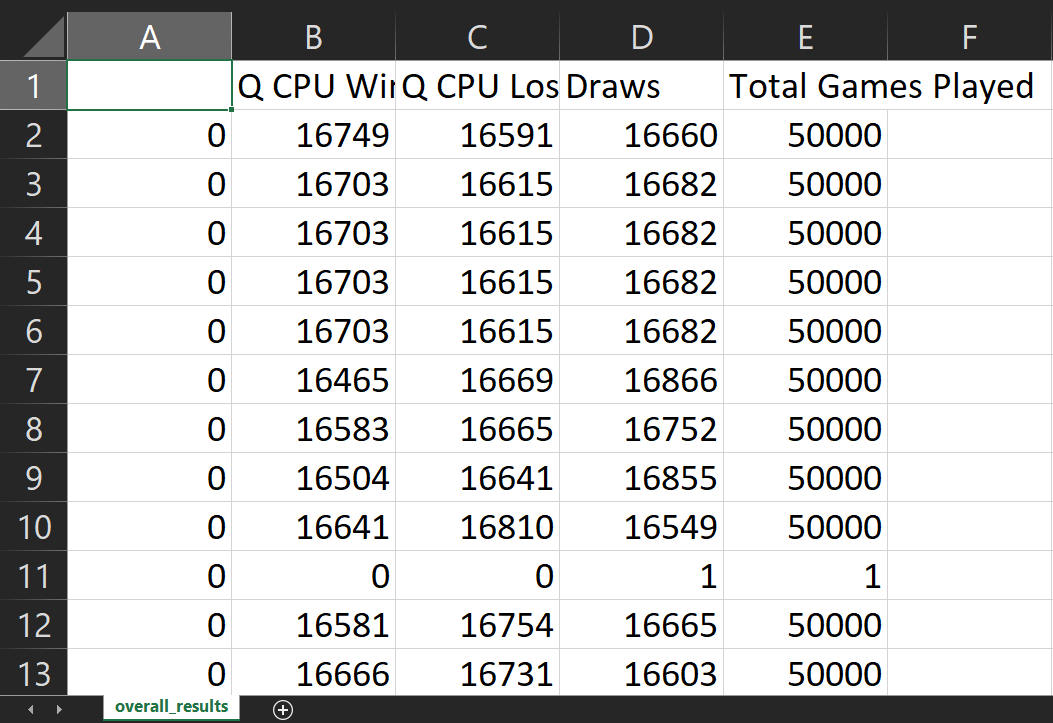 A B C D E F
1 Q CPU Wir Q CPU Los Draws Total Games Played
2 0 16749 16591 16660 50000
3 0 16703 16615 16682 50000
4 0 16703 16615 16682 50000
5 0 16703 16615 16682 50000
6 0 16703 16615 16682 50000
7 0 16465 16669 16866 50000
8 0 16583 16665 16752 50000
9 0 16504 16641 16855 50000
10 0 16641 16810 16549 50000
11 0 0 0 1 1
12 0 16581 16754 16665 50000
13 0 16666 16731 16603 50000
overall_results